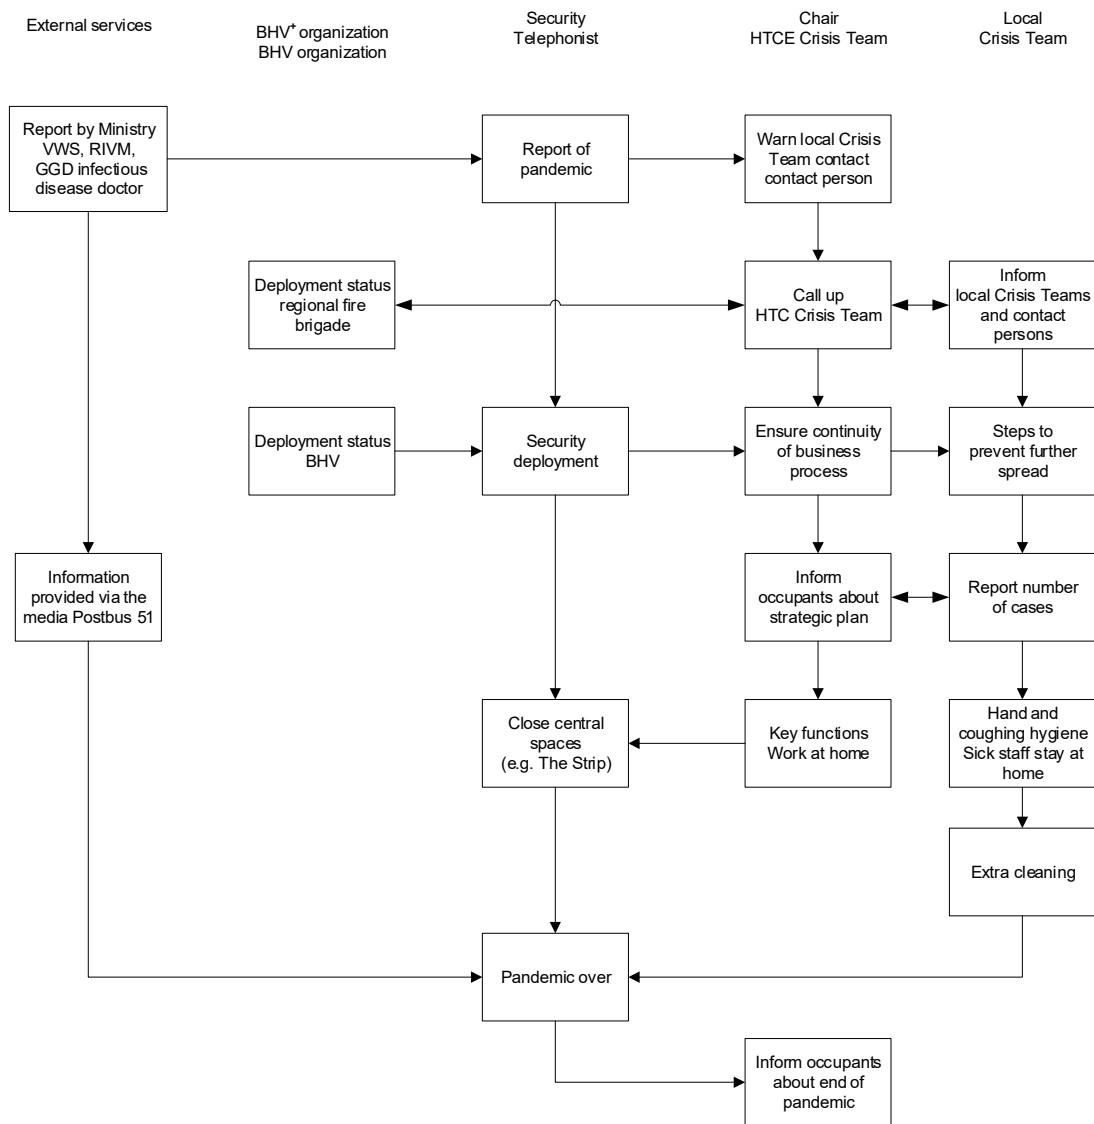 External services
BHV+ organization
BHV organization
Security
Telephonist
Chair
HTCE Crisis Team
Local
Crisis Team
Report by Ministry
VWS, RIVM,
GGD infectious
disease doctor
Report of
pandemic
Warn local Crisis
Team contact
contact person
Deployment status
regional fire
brigade
Call up
HTC Crisis Team
Inform
local Crisis Teams
and contact
persons
Deployment status
BHV
Security
deployment
Ensure continuity
of business
process
Steps to
prevent further
spread
Information
provided via the
media Postbus 51
Inform
occupants about
strategic plan
Report number
of cases
Close central
spaces
(e.g. The Strip)
Key functions
Work at home
Hand and
coughing hygiene
Sick staff stay at
home
Extra cleaning
Pandemic over
Inform occupants
about end of
pandemic